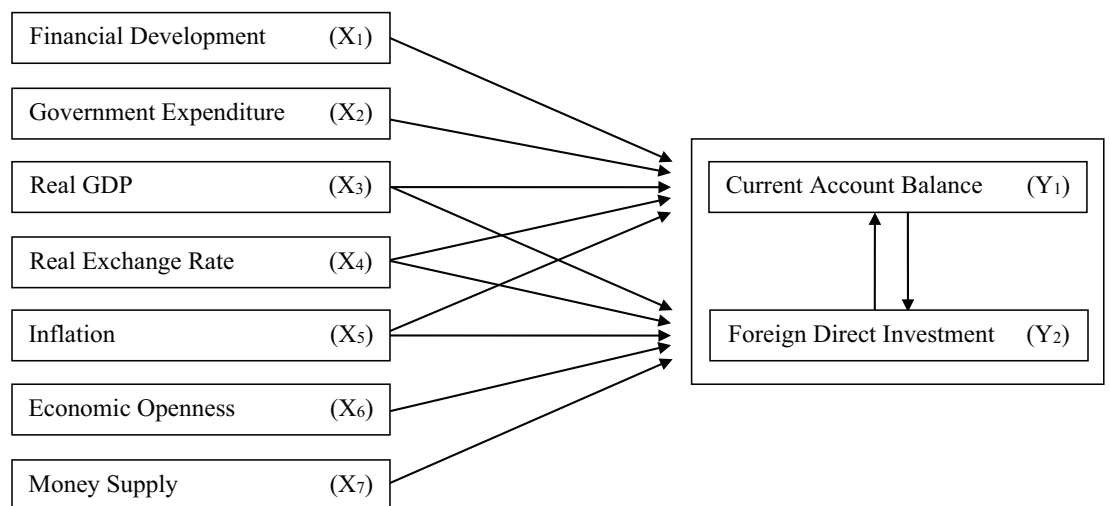 Financial Development (X₁)
Government Expenditure (X₂)
Real GDP (X₃)
Real Exchange Rate (X₄)
Inflation (X₅)
Economic Openness (X₆)
Money Supply (X₇)
Current Account Balance (Y₁)
Foreign Direct Investment (Y₂)